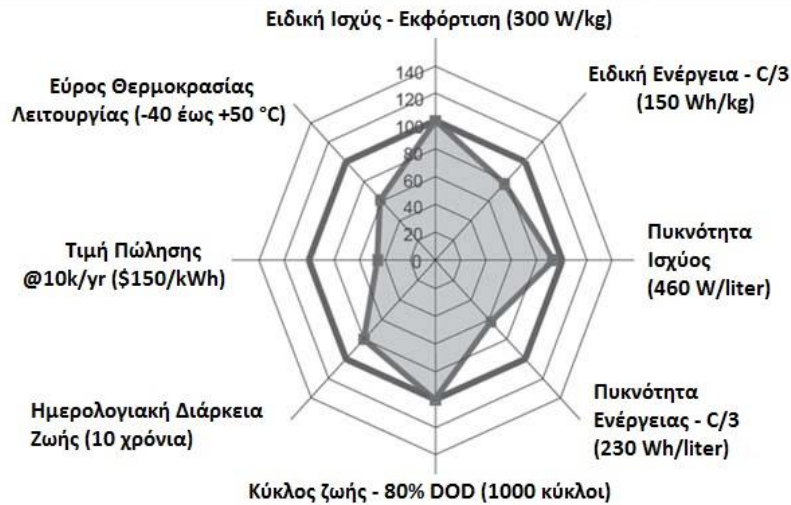 Ειδική Ισχύς - Εκφόρτιση (300 W/kg)
Ειδική Ενέργεια - C/3
(150 Wh/kg)
Πυκνότητα
Ισχύος
(460 W/liter)
Πυκνότητα
Ενέργειας - C/3
(230 Wh/liter)
Κύκλος ζωής - 80% DOD (1000 κύκλοι)
Ημερολογιακή Διάρκεια
Ζωής (10 χρόνια)
Τιμή Πώλησης
@10k/yr ($150/kWh)
Εύρος Θερμοκρασίας
Λειτουργίας (-40 έως +50 °C)
140
120
100
80
60
40
20
0